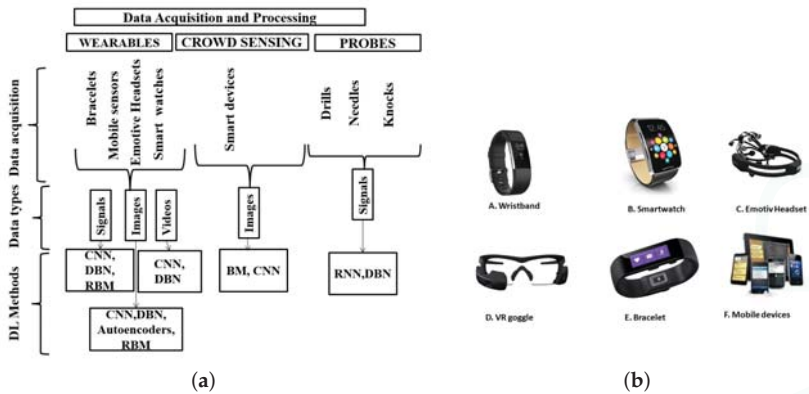 Data Acquisition and Processing
WEARABLES
CROWD SENSING
PROBES
Data acquisition
Bracelets
Mobile sensors
Emotive Headsets
Smart watches
Smart devices
Drills
Needles
Knocks
Data types
Signals
Images
Videos
Images
Signals
DL Methods
CNN,
DBN,
RBM
CNN,
DBN
BM, CNN
RNN,DBN
CNN,DBN,
Autoencoders,
RBM
(a)
A. Wristband
B. Smartwatch
C. Emotiv Headset
D. VR goggle
E. Bracelet
F. Mobile devices
(b)